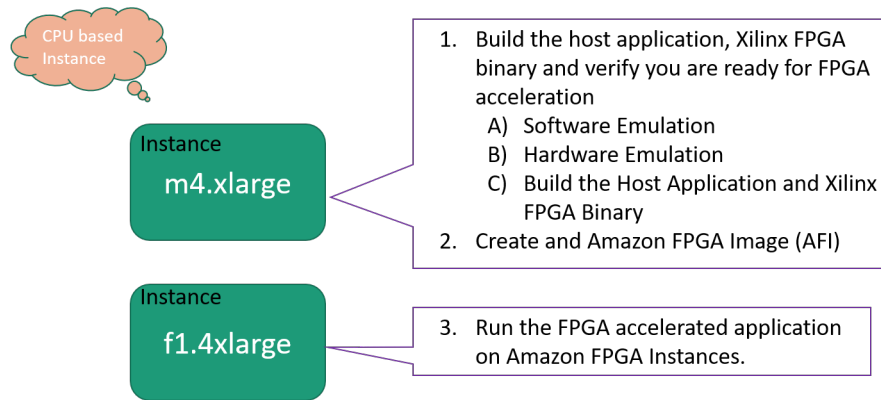 CPU based
Instance
Instance
m4.xlarge
1. Build the host application, Xilinx FPGA
binary and verify you are ready for FPGA
acceleration
A) Software Emulation
B) Hardware Emulation
C) Build the Host Application and Xilinx
FPGA Binary
2. Create and Amazon FPGA Image (AFI)
Instance
f1.4xlarge
3. Run the FPGA accelerated application
on Amazon FPGA Instances.